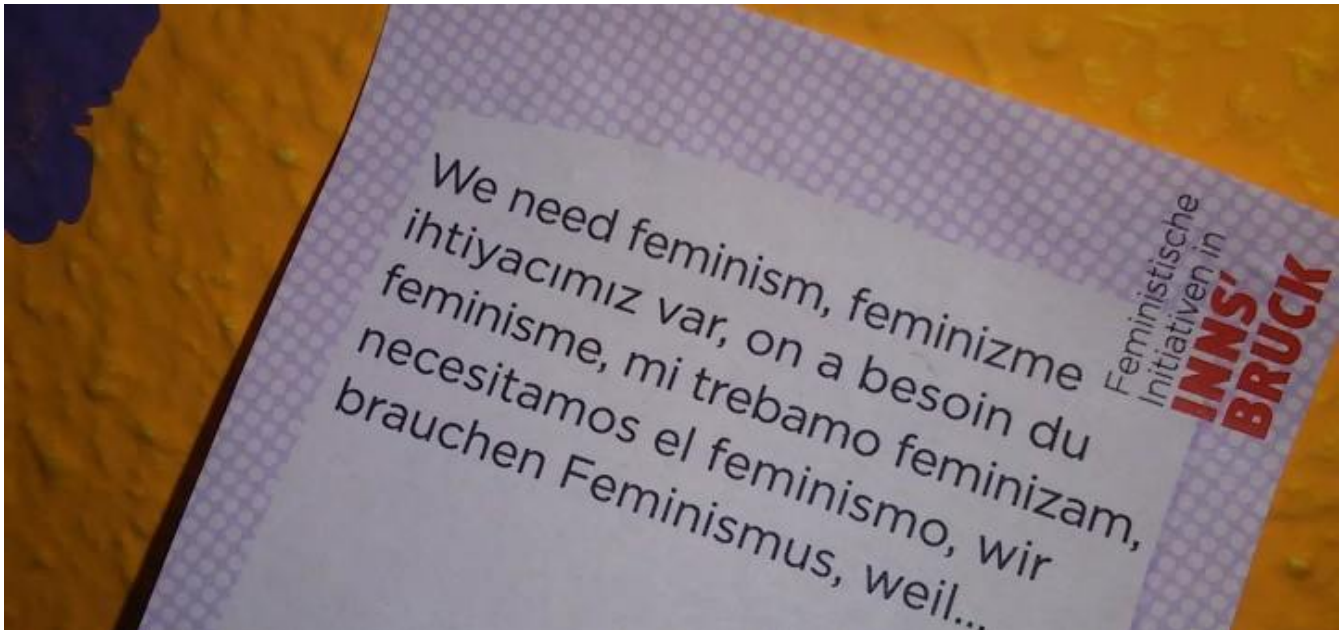 We need feminism, feminizme
ihtiyacımız var, on a besoin du
feminisme, mi trebamo feminizam,
necesitamos el feminismo, wir
brauchen Feminismus, weil...
Feministische
Initiativen in
INNS'
BRUCK